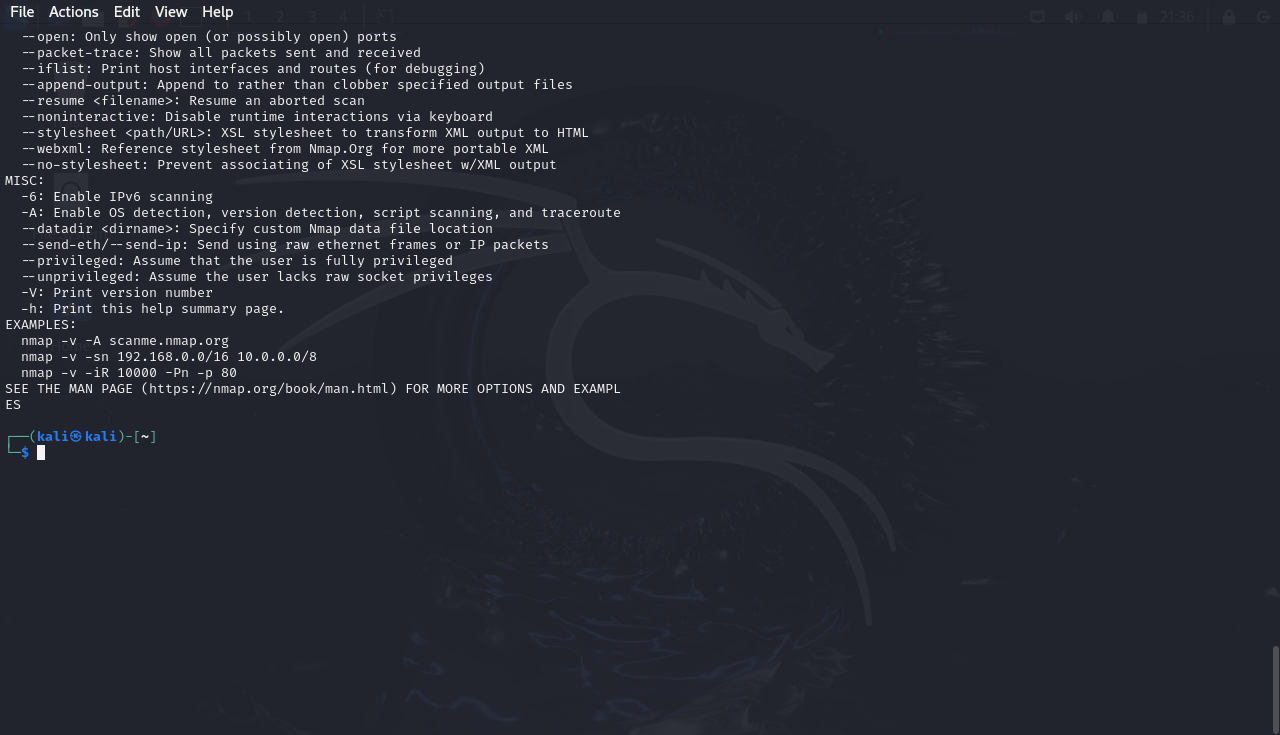 File Actions Edit View Help
1 2 3 4
21:36
--open: Only show open (or possibly open) ports
--packet-trace: Show all packets sent and received
--iflist: Print host interfaces and routes (for debugging)
--append-output: Append to rather than clobber specified output files
--resume <filename>: Resume an aborted scan
--noninteractive: Disable runtime interactions via keyboard
--stylesheet <path/URL>: XSL stylesheet to transform XML output to HTML
--webxml: Reference stylesheet from Nmap.Org for more portable XML
--no-stylesheet: Prevent associating of XSL stylesheet w/XML output
MISC:
-6: Enable IPv6 scanning
-A: Enable OS detection, version detection, script scanning, and traceroute
--datadir <dirname>: Specify custom Nmap data file location
--send-eth/--send-ip: Send using raw ethernet frames or IP packets
--privileged: Assume that the user is fully privileged
--unprivileged: Assume the user lacks raw socket privileges
-V: Print version number
-h: Print this help summary page.
EXAMPLES:
nmap -v -A scanme.nmap.org
nmap -v -sn 192.168.0.0/16 10.0.0.0/8
nmap -v -iR 10000 -Pn -p 80
SEE THE MAN PAGE (https://nmap.org/book/man.html) FOR MORE OPTIONS AND EXAMPL
ES
┌──(kali㉿kali)-[~]
└─$